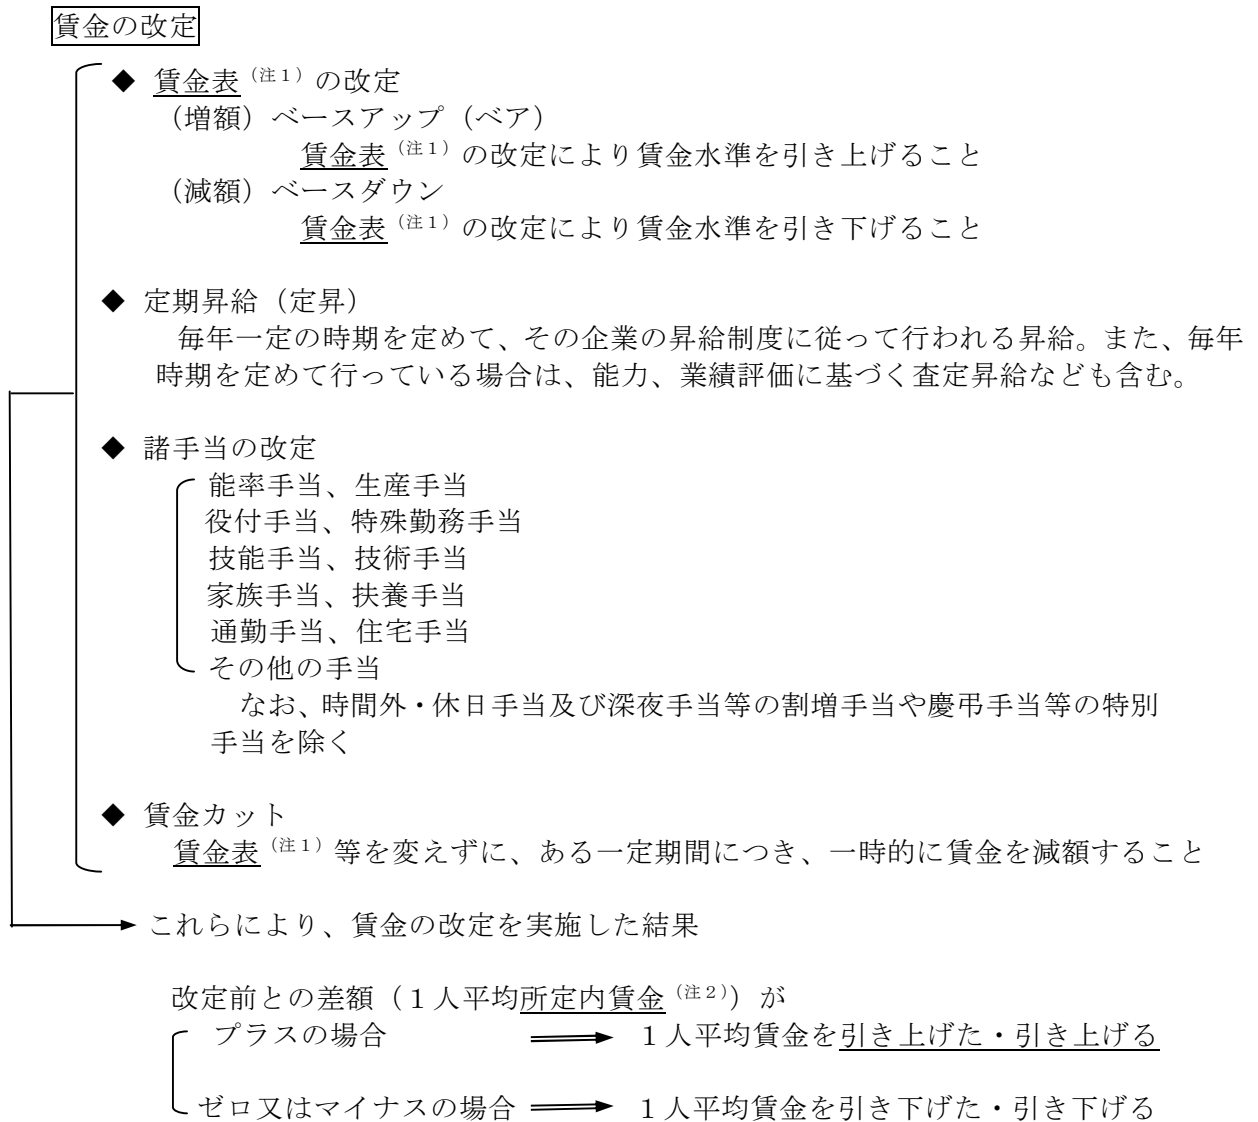 賃金の改定
◆ 賃金表(注1)の改定
(増額)ベースアップ(ベア)
賃金表(注1)の改定により賃金水準を引き上げること
(減額)ベースダウン
賃金表(注1)の改定により賃金水準を引き下げること
◆ 定期昇給(定昇)
毎年一定の時期を定めて、その企業の昇給制度に従って行われる昇給。また、毎年
時期を定めて行っている場合は、能力、業績評価に基づく査定昇給なども含む。
◆ 諸手当の改定
能率手当、生産手当
役付手当、特殊勤務手当
技能手当、技術手当
家族手当、扶養手当
通勤手当、住宅手当
その他の手当
なお、時間外・休日手当及び深夜手当等の割増手当や慶弔手当等の特別
手当を除く
◆ 賃金カット
賃金表(注1)等を変えずに、ある一定期間につき、一時的に賃金を減額すること
これらにより、賃金の改定を実施した結果
改定前との差額(1人平均所定内賃金(注2))が
プラスの場合 1人平均賃金を引き上げた・引き上げる
ゼロ又はマイナスの場合 1人平均賃金を引き下げた・引き下げる